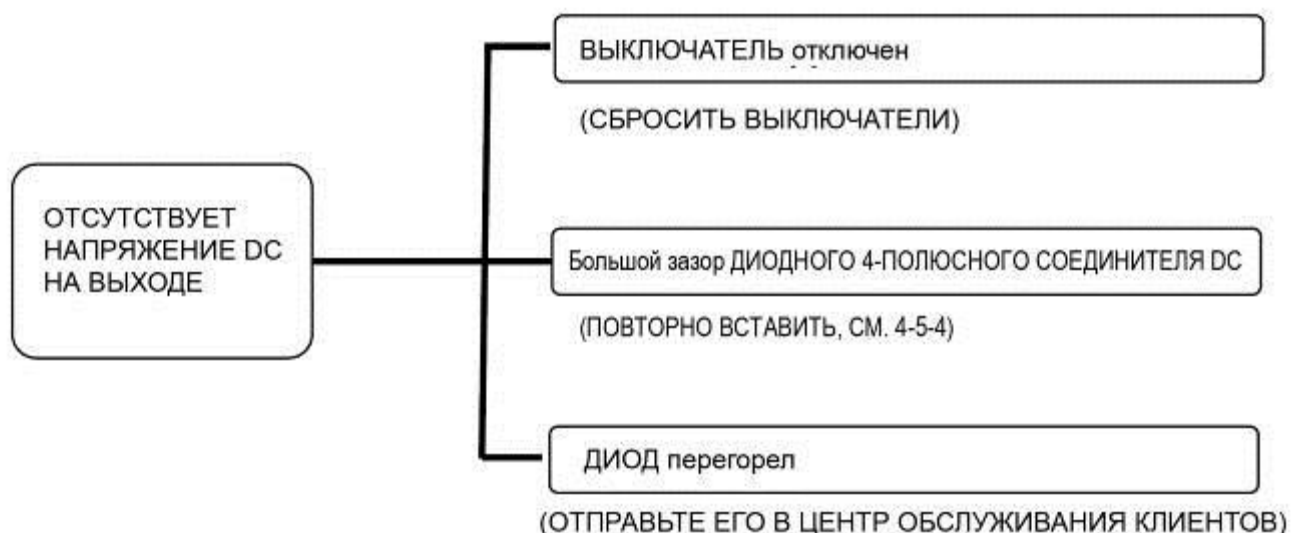 ВЫКЛЮЧАТЕЛЬ отключен
(СБРОСИТЬ ВЫКЛЮЧАТЕЛИ)
ОТСУТСТВУЕТ
НАПРЯЖЕНИЕ DC
НА ВЫХОДЕ
Большой зазор ДИОДНОГО 4-ПОЛЮСНОГО СОЕДИНИТЕЛЯ DC
(ПОВТОРНО ВСТАВИТЬ, СМ. 4-5-4)
ДИОД перегорел
(ОТПРАВЬТЕ ЕГО В ЦЕНТР ОБСЛУЖИВАНИЯ КЛИЕНТОВ)